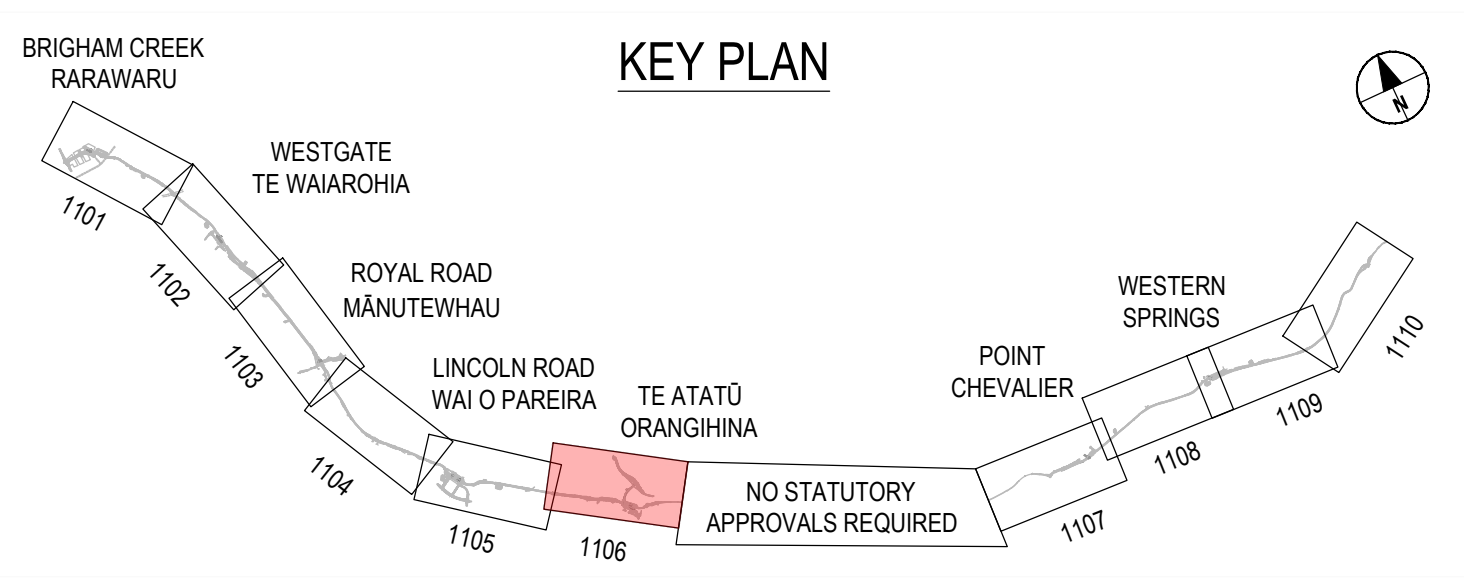 KEY PLAN
N
BRIGHAM CREEK
RARAWARU
WESTGATE
TE WAIAROHIA
ROYAL ROAD
MĀNUTEWHAU
LINCOLN ROAD
WAI O PAREIRA
TE ATATŪ
ORANGIHINA
NO STATUTORY
APPROVALS REQUIRED
POINT
CHEVALIER
WESTERN
SPRINGS
1101
1102
1103
1104
1105
1106
1107
1108
1109
1110